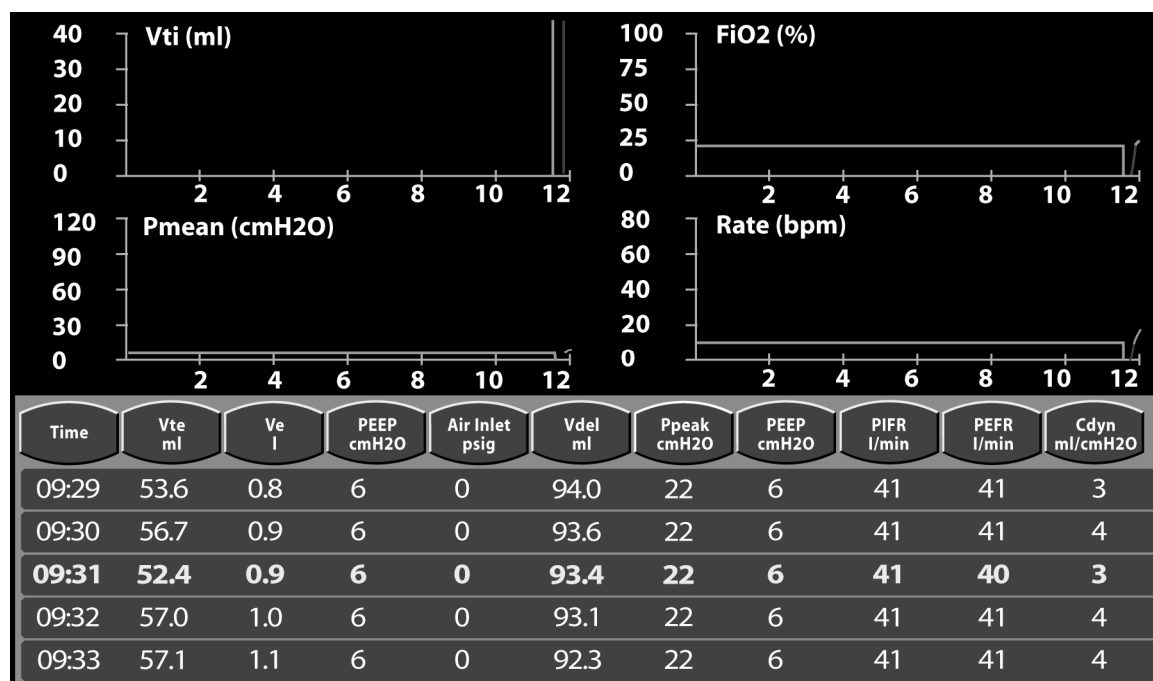 Vti (ml)
40
30
20
10
0
2 4 6 8 10 12
FiO2 (%)
100
75
50
25
0
2 4 6 8 10 12
Pmean (cmH2O)
120
90
60
30
0
2 4 6 8 10 12
Rate (bpm)
80
60
40
20
0
2 4 6 8 10 12
Time Vte ml Ve l PEEP cmH2O Air Inlet psig Vdel ml Ppeak cmH2O PEEP cmH2O PIFR l/min PEFR l/min Cdyn ml/cmH2O
09:29 53.6 0.8 6 0 94.0 22 6 41 41 3
09:30 56.7 0.9 6 0 93.6 22 6 41 41 4
09:31 52.4 0.9 6 0 93.4 22 6 41 40 3
09:32 57.0 1.0 6 0 93.1 22 6 41 41 4
09:33 57.1 1.1 6 0 92.3 22 6 41 41 4